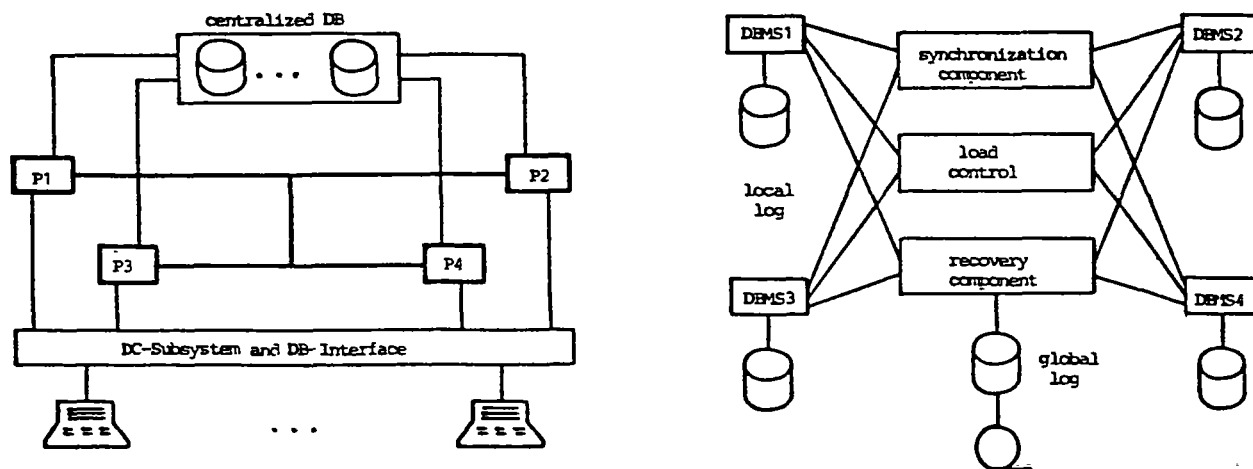 centralized DB
...
P1
P2
P3
P4
DC-Subsystem and DB-Interface
...
DBMS1
DBMS2
synchronization
component
load
control
local
log
recovery
component
DBMS3
DBMS4
global
log